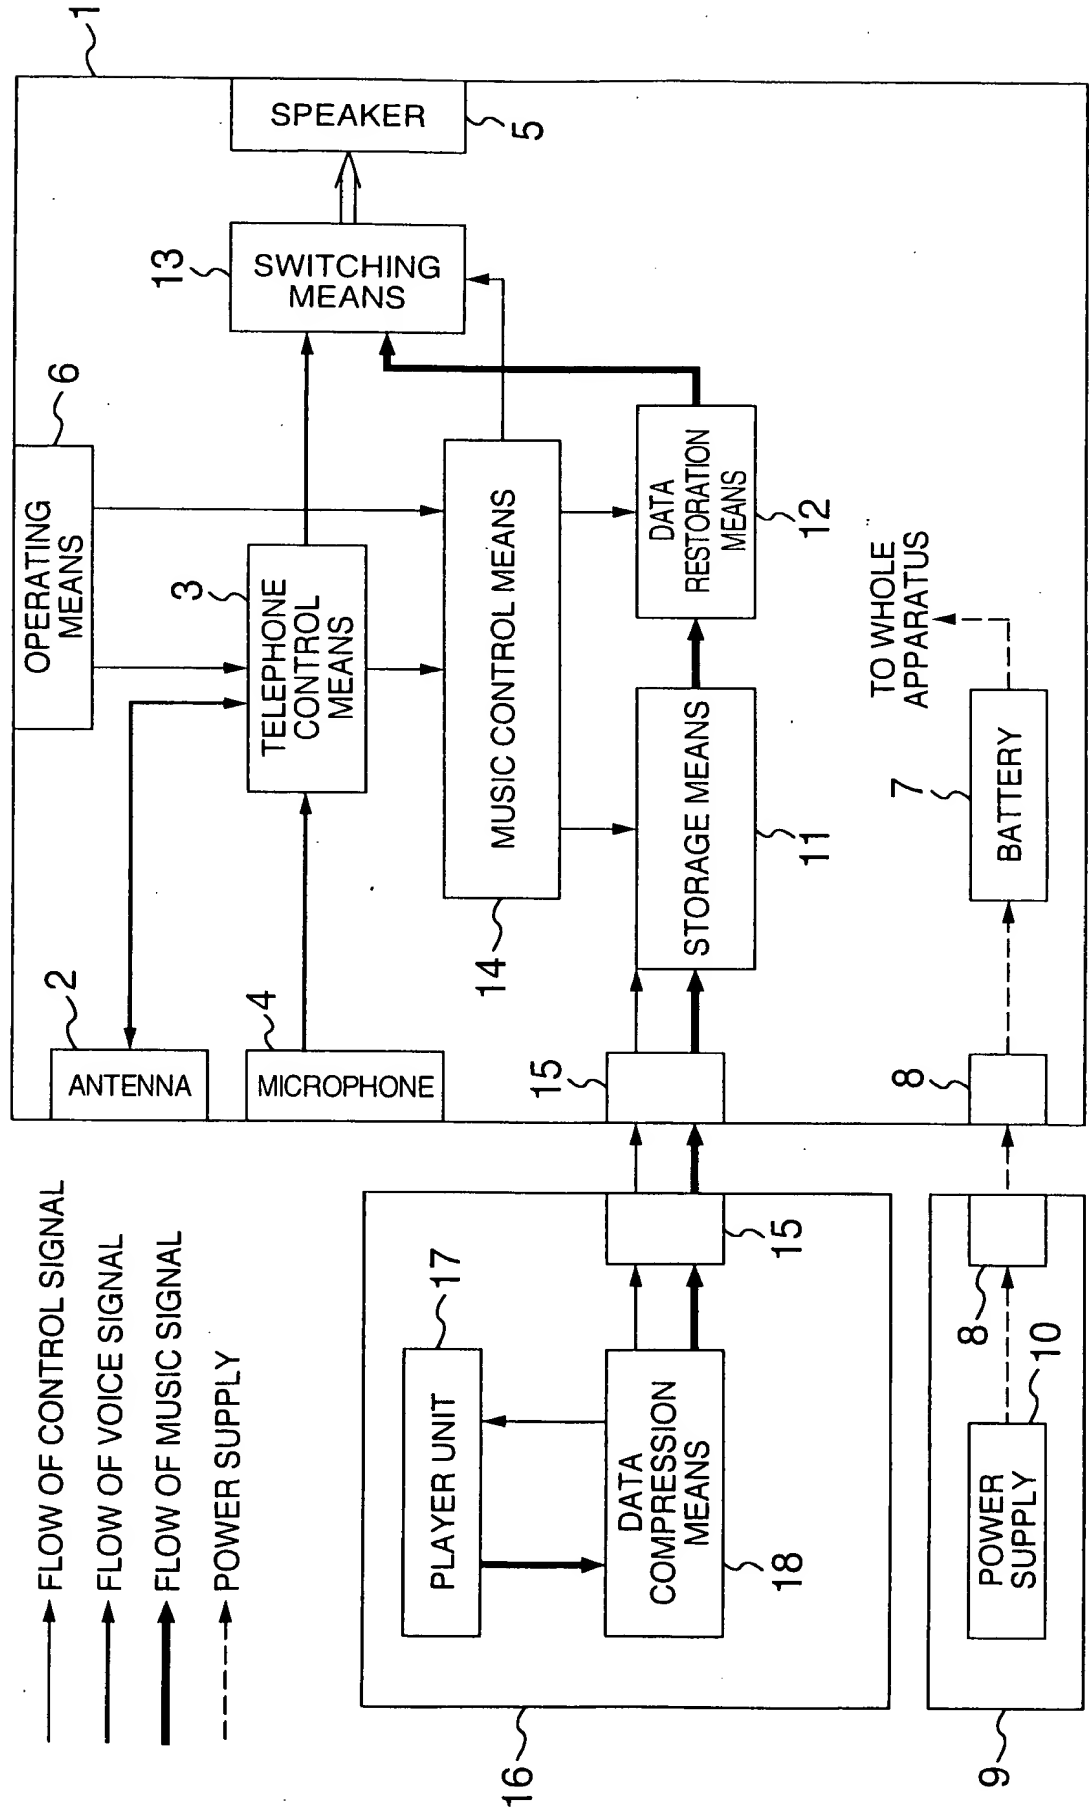 FLOW OF CONTROL SIGNAL
FLOW OF VOICE SIGNAL
FLOW OF MUSIC SIGNAL
POWER SUPPLY
1
2
ANTENNA
OPERATING
MEANS
6
4
MICROPHONE
3
TELEPHONE
CONTROL
MEANS
13
SWITCHING
MEANS
SPEAKER
5
14
MUSIC CONTROL MEANS
16
PLAYER UNIT
17
DATA
COMPRESSION
MEANS
18
15
15
STORAGE MEANS
11
DATA
RESTORATION
MEANS
12
9
POWER
SUPPLY
10
8
8
7
BATTERY
TO WHOLE
APPARATUS